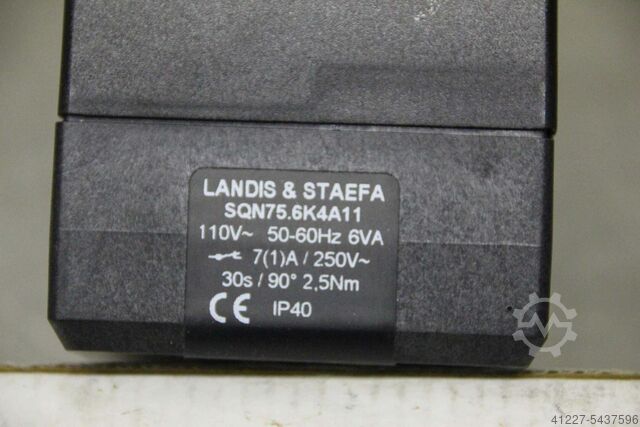 LANDIS & STAEFA
SQN75.6K4A11
110V~ 50-60Hz 6VA
7(1)A / 250V~
30s / 90° 2,5Nm
CE IP40
41227-5437596